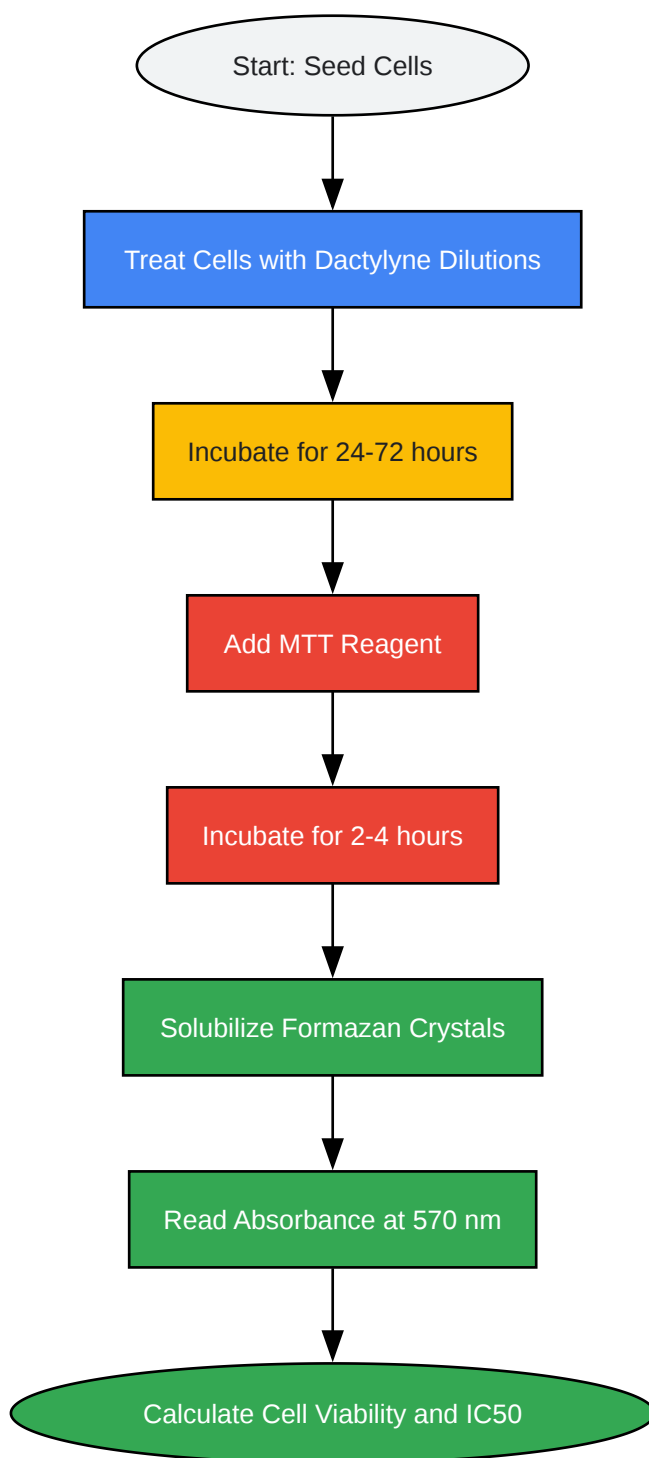 Start: Seed Cells
Treat Cells with Dactylyne Dilutions
Incubate for 24-72 hours
Add MTT Reagent
Incubate for 2-4 hours
Solubilize Formazan Crystals
Read Absorbance at 570 nm
Calculate Cell Viability and IC50